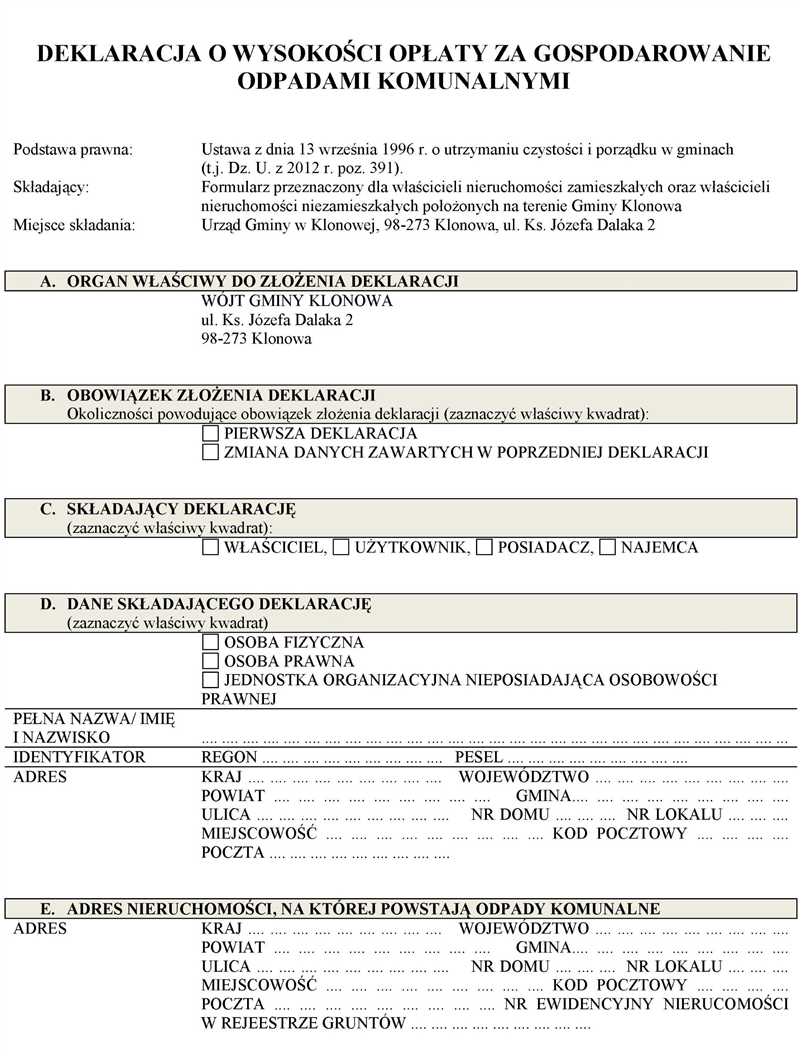 DEKLARACJA O WYSOKOŚCI OPŁATY ZA GOSPODAROWANIE
ODPADAMI KOMUNALNYMI
Podstawa prawna: Ustawa z dnia 13 września 1996 r. o utrzymaniu czystości i porządku w gminach
(t.j. Dz. U. z 2012 r. poz. 391).
Składający: Formularz przeznaczony dla właścicieli nieruchomości zamieszkałych oraz właścicieli
nieruchomości niezamieszkałych położonych na terenie Gminy Klonowa
Miejsce składania: Urząd Gminy w Klonowej, 98-273 Klonowa, ul. Ks. Józefa Dalaka 2
A. ORGAN WŁAŚCIWY DO ZŁOŻENIA DEKLARACJI
WÓJT GMINY KLONOWA
ul. Ks. Józefa Dalaka 2
98-273 Klonowa
B. OBOWIĄZEK ZŁOŻENIA DEKLARACJI
Okoliczności powodujące obowiązek złożenia deklaracji (zaznaczyć właściwy kwadrat):
PIERWSZA DEKLARACJA
ZMIANA DANYCH ZAWARTYCH W POPRZEDNIEJ DEKLARACJI
C. SKŁADAJĄCY DEKLARACJĘ
(zaznaczyć właściwy kwadrat):
WŁAŚCICIEL, UŻYTKOWNIK, POSIADACZ, NAJEMCA
D. DANE SKŁADAJĄCEGO DEKLARACJĘ
(zaznaczyć właściwy kwadrat)
OSOBA FIZYCZNA
OSOBA PRAWNA
JEDNOSTKA ORGANIZACYJNA NIEPOSIADAJĄCA OSOBOWOŚCI
PRAWNEJ
PEŁNA NAZWA/ IMIĘ
I NAZWISKO .... .... .... .... .... .... .... .... .... .... .... .... .... .... .... .... .... .... .... .... .... .... .... .... .... .... .... .... ...
IDENTYFIKATOR REGON .... .... .... .... .... .... .... .... .... PESEL .... .... .... .... .... .... .... .... ....
ADRES KRAJ .... .... .... .... .... .... .... .... .... .... WOJEWÓDZTWO .... .... .... .... .... .... .... .... .... ....
POWIAT .... .... .... .... .... .... .... .... .... .... GMINA.... .... .... .... .... .... .... .... .... ....
ULICA .... .... .... .... .... .... .... .... .... .... NR DOMU .... .... .... NR LOKALU .... .... ....
MIEJSCOWOŚĆ .... .... .... .... .... .... .... .... .... .... KOD POCZTOWY .... .... .... ....
POCZTA .... .... .... .... .... .... .... .... ....
E. ADRES NIERUCHOMOŚCI, NA KTÓREJ POWSTAJĄ ODPADY KOMUNALNE
ADRES KRAJ .... .... .... .... .... .... .... .... .... .... WOJEWÓDZTWO .... .... .... .... .... .... .... .... .... ....
POWIAT .... .... .... .... .... .... .... .... .... .... GMINA.... .... .... .... .... .... .... .... .... ....
ULICA .... .... .... .... .... .... .... .... .... .... NR DOMU .... .... .... NR LOKALU .... .... ....
MIEJSCOWOŚĆ .... .... .... .... .... .... .... .... .... .... KOD POCZTOWY .... .... .... ....
POCZTA .... .... .... .... .... .... .... .... .... .... .... NR EWIDENCYJNY NIERUCOMOŚCI
W REJEESTRZE GRUNTÓW .... .... .... .... .... .... .... .... ....